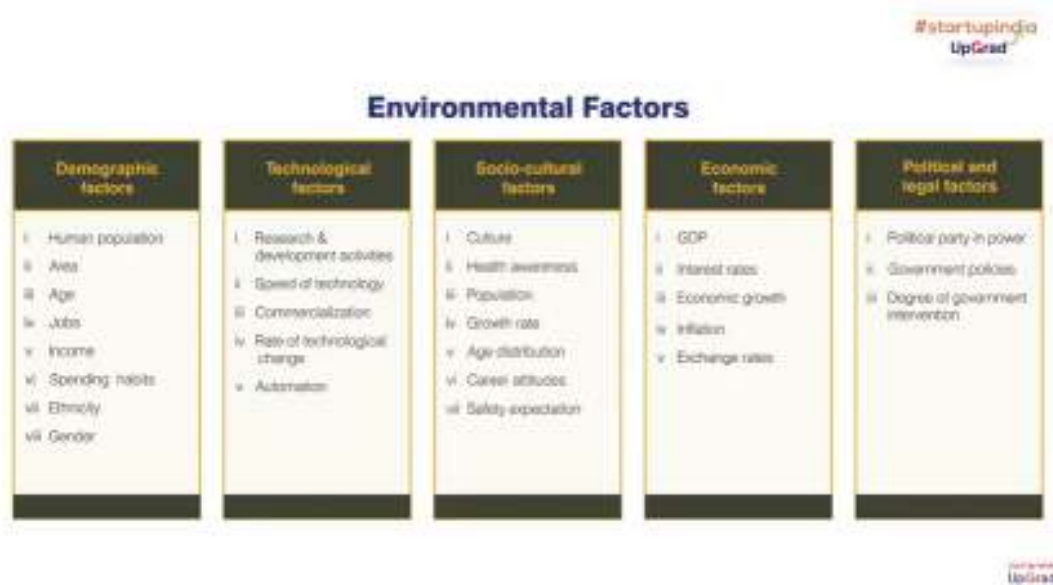 #startupindia
UpGrad
Environmental Factors
Demographic
factors
i Human population
ii Area
iii Age
iv Jobs
v Income
vi Spending habits
vii Ethnicity
viii Gender
Technological
factors
i Research &
development activities
ii Speed of technology
iii Commercialization
iv Rate of technological
change
v Automation
Socio-cultural
factors
i Culture
ii Health awareness
iii Population
iv Growth rate
v Age distribution
vi Career attitudes
vii Safety expectation
Economic
factors
i GDP
ii Interest rates
iii Economic growth
iv Inflation
v Exchange rates
Political and
legal factors
i Political party in power
ii Government policies
iii Degree of government
intervention
UpGrad